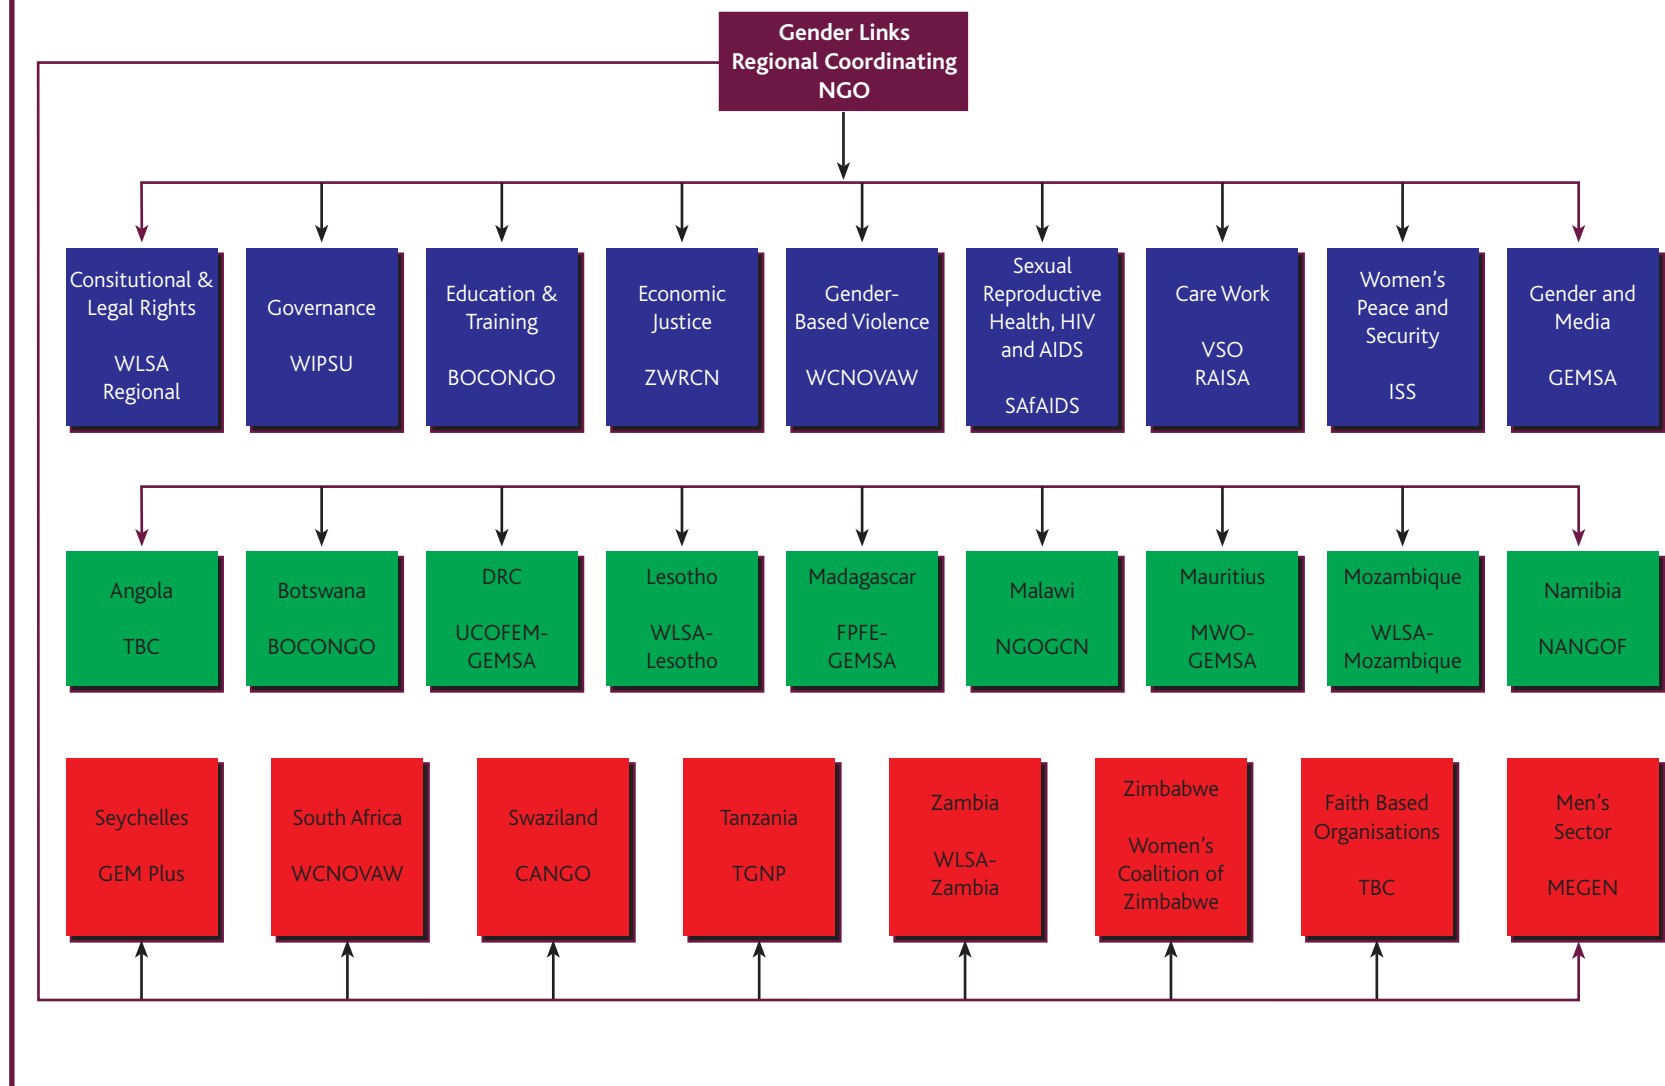 Gender Links
Regional Coordinating
NGO
Consitutional &
Legal Rights
WLSA
Regional
Governance
WIPSU
Education &
Training
BOCONGO
Economic
Justice
ZWRCN
Gender-
Based Violence
WCNOVAW
Sexual
Reproductive
Health, HIV
and AIDS
SAfAIDS
Care Work
VSO
RAISA
Women's
Peace and
Security
ISS
Gender and
Media
GEMSA
Angola
TBC
Botswana
BOCONGO
DRC
UCOFEM-
GEMSA
Lesotho
WLSA-
Lesotho
Madagascar
FPFE-
GEMSA
Malawi
NGOGCN
Mauritius
MWO-
GEMSA
Mozambique
WLSA-
Mozambique
Namibia
NANGOF
Seychelles
GEM Plus
South Africa
WCNOVAW
Swaziland
CANGO
Tanzania
TGNP
Zambia
WLSA-
Zambia
Zimbabwe
Women's
Coalition of
Zimbabwe
Faith Based
Organisations
TBC
Men's
Sector
MEGEN